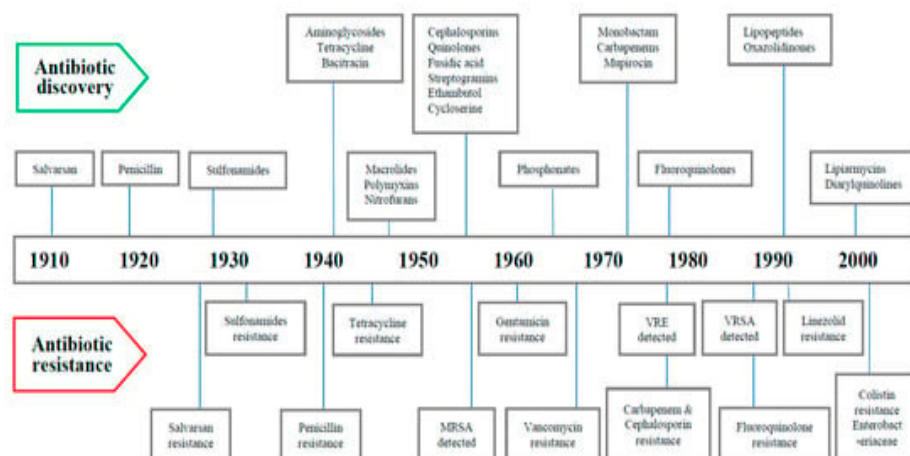 Antibiotic
discovery
Aminoglycosides
Tetracycline
Bacitracin
Cephalosporins
Quinolones
Fusidic acid
Streptogramins
Ethambutol
Cycloserine
Monobactam
Carbapenems
Mupirocin
Lipopeptides
Oxazolidinones
Salvarsan
Penicillin
Sulfonamides
Macrolides
Polymyxins
Nitrofurans
Phosphonates
Fluoroquinolones
Lipiarmycins
Diarylquinolines
1910 1920 1930 1940 1950 1960 1970 1980 1990 2000
Antibiotic
resistance
Sulfonamides
resistance
Tetracycline
resistance
Gentamicin
resistance
VRE
detected
VRSA
detected
Linezolid
resistance
Salvarsan
resistance
Penicillin
resistance
MRSA
detected
Vancomycin
resistance
Carbapenem &
Cephalosporin
resistance
Fluoroquinolone
resistance
Colistin
resistance
Enterobact
-eriaceae